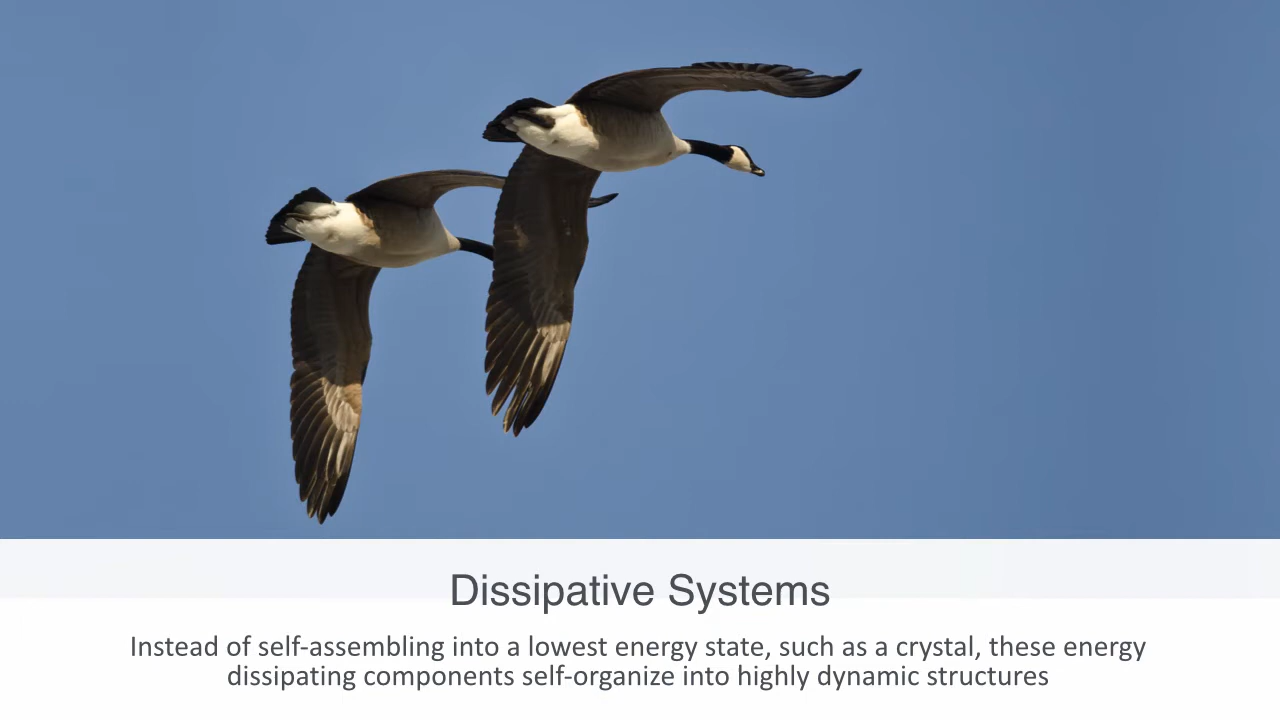 Dissipative Systems
Instead of self-assembling into a lowest energy state, such as a crystal, these energy
dissipating components self-organize into highly dynamic structures